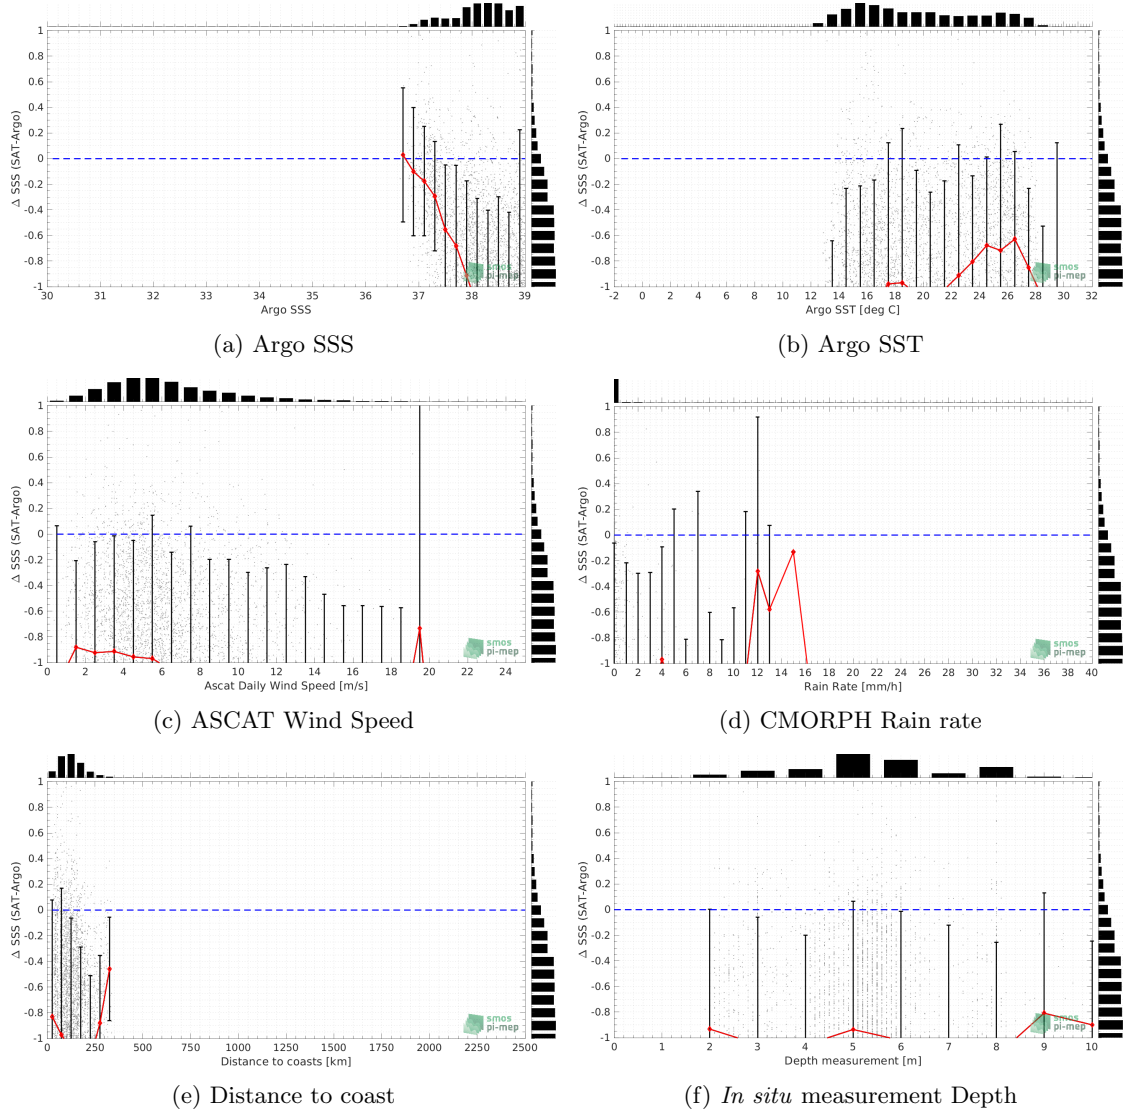 1
0.8
0.6
0.4
0.2
0
-0.2
-0.4
-0.6
-0.8
-1
Δ SSS (SAT-Argo)
smos
pi-mep
30 31 32 33 34 35 36 37 38 39
Argo SSS
(a) Argo SSS
1
0.8
0.6
0.4
0.2
0
-0.2
-0.4
-0.6
-0.8
-1
Δ SSS (SAT-Argo)
smos
pi-mep
-2 0 2 4 6 8 10 12 14 16 18 20 22 24 26 28 30 32
Argo SST [deg C]
(b) Argo SST
1
0.8
0.6
0.4
0.2
0
-0.2
-0.4
-0.6
-0.8
-1
Δ SSS (SAT-Argo)
smos
pi-mep
0 2 4 6 8 10 12 14 16 18 20 22 24
Ascat Daily Wind Speed [m/s]
(c) ASCAT Wind Speed
1
0.8
0.6
0.4
0.2
0
-0.2
-0.4
-0.6
-0.8
-1
Δ SSS (SAT-Argo)
smos
pi-mep
0 2 4 6 8 10 12 14 16 18 20 22 24 26 28 30 32 34 36 38 40
Rain Rate [mm/h]
(d) CMORPH Rain rate
1
0.8
0.6
0.4
0.2
0
-0.2
-0.4
-0.6
-0.8
-1
Δ SSS (SAT-Argo)
smos
pi-mep
0 250 500 750 1000 1250 1500 1750 2000 2250 2500
Distance to coasts [km]
(e) Distance to coast
1
0.8
0.6
0.4
0.2
0
-0.2
-0.4
-0.6
-0.8
-1
Δ SSS (SAT-Argo)
smos
pi-mep
0 1 2 3 4 5 6 7 8 9 10
Depth measurement [m]
(f) In situ measurement Depth